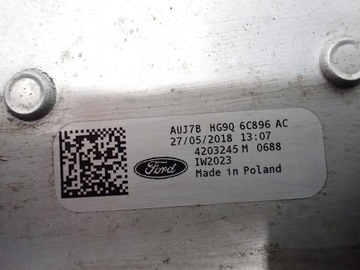 AUJ7B HG9Q 6C896 AC
27/05/2018 13:07
4203245 M 0688
IW2023
Ford
Made in Poland